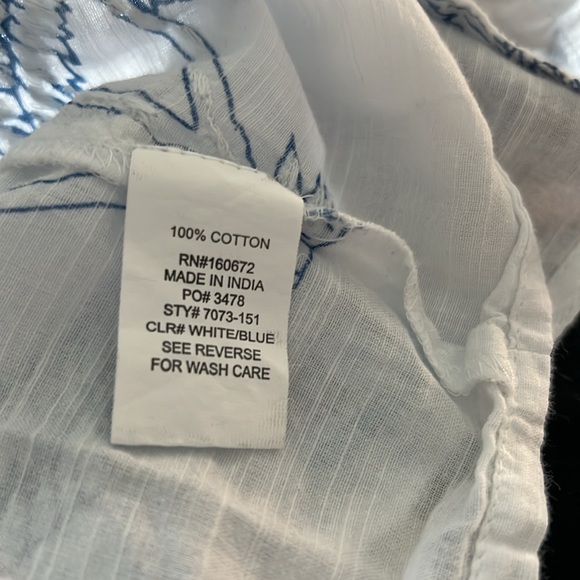 100% COTTON
RN#160672
MADE IN INDIA
PO# 3478
STY# 7073-151
CLR# WHITE/BLUE
SEE REVERSE
FOR WASH CARE